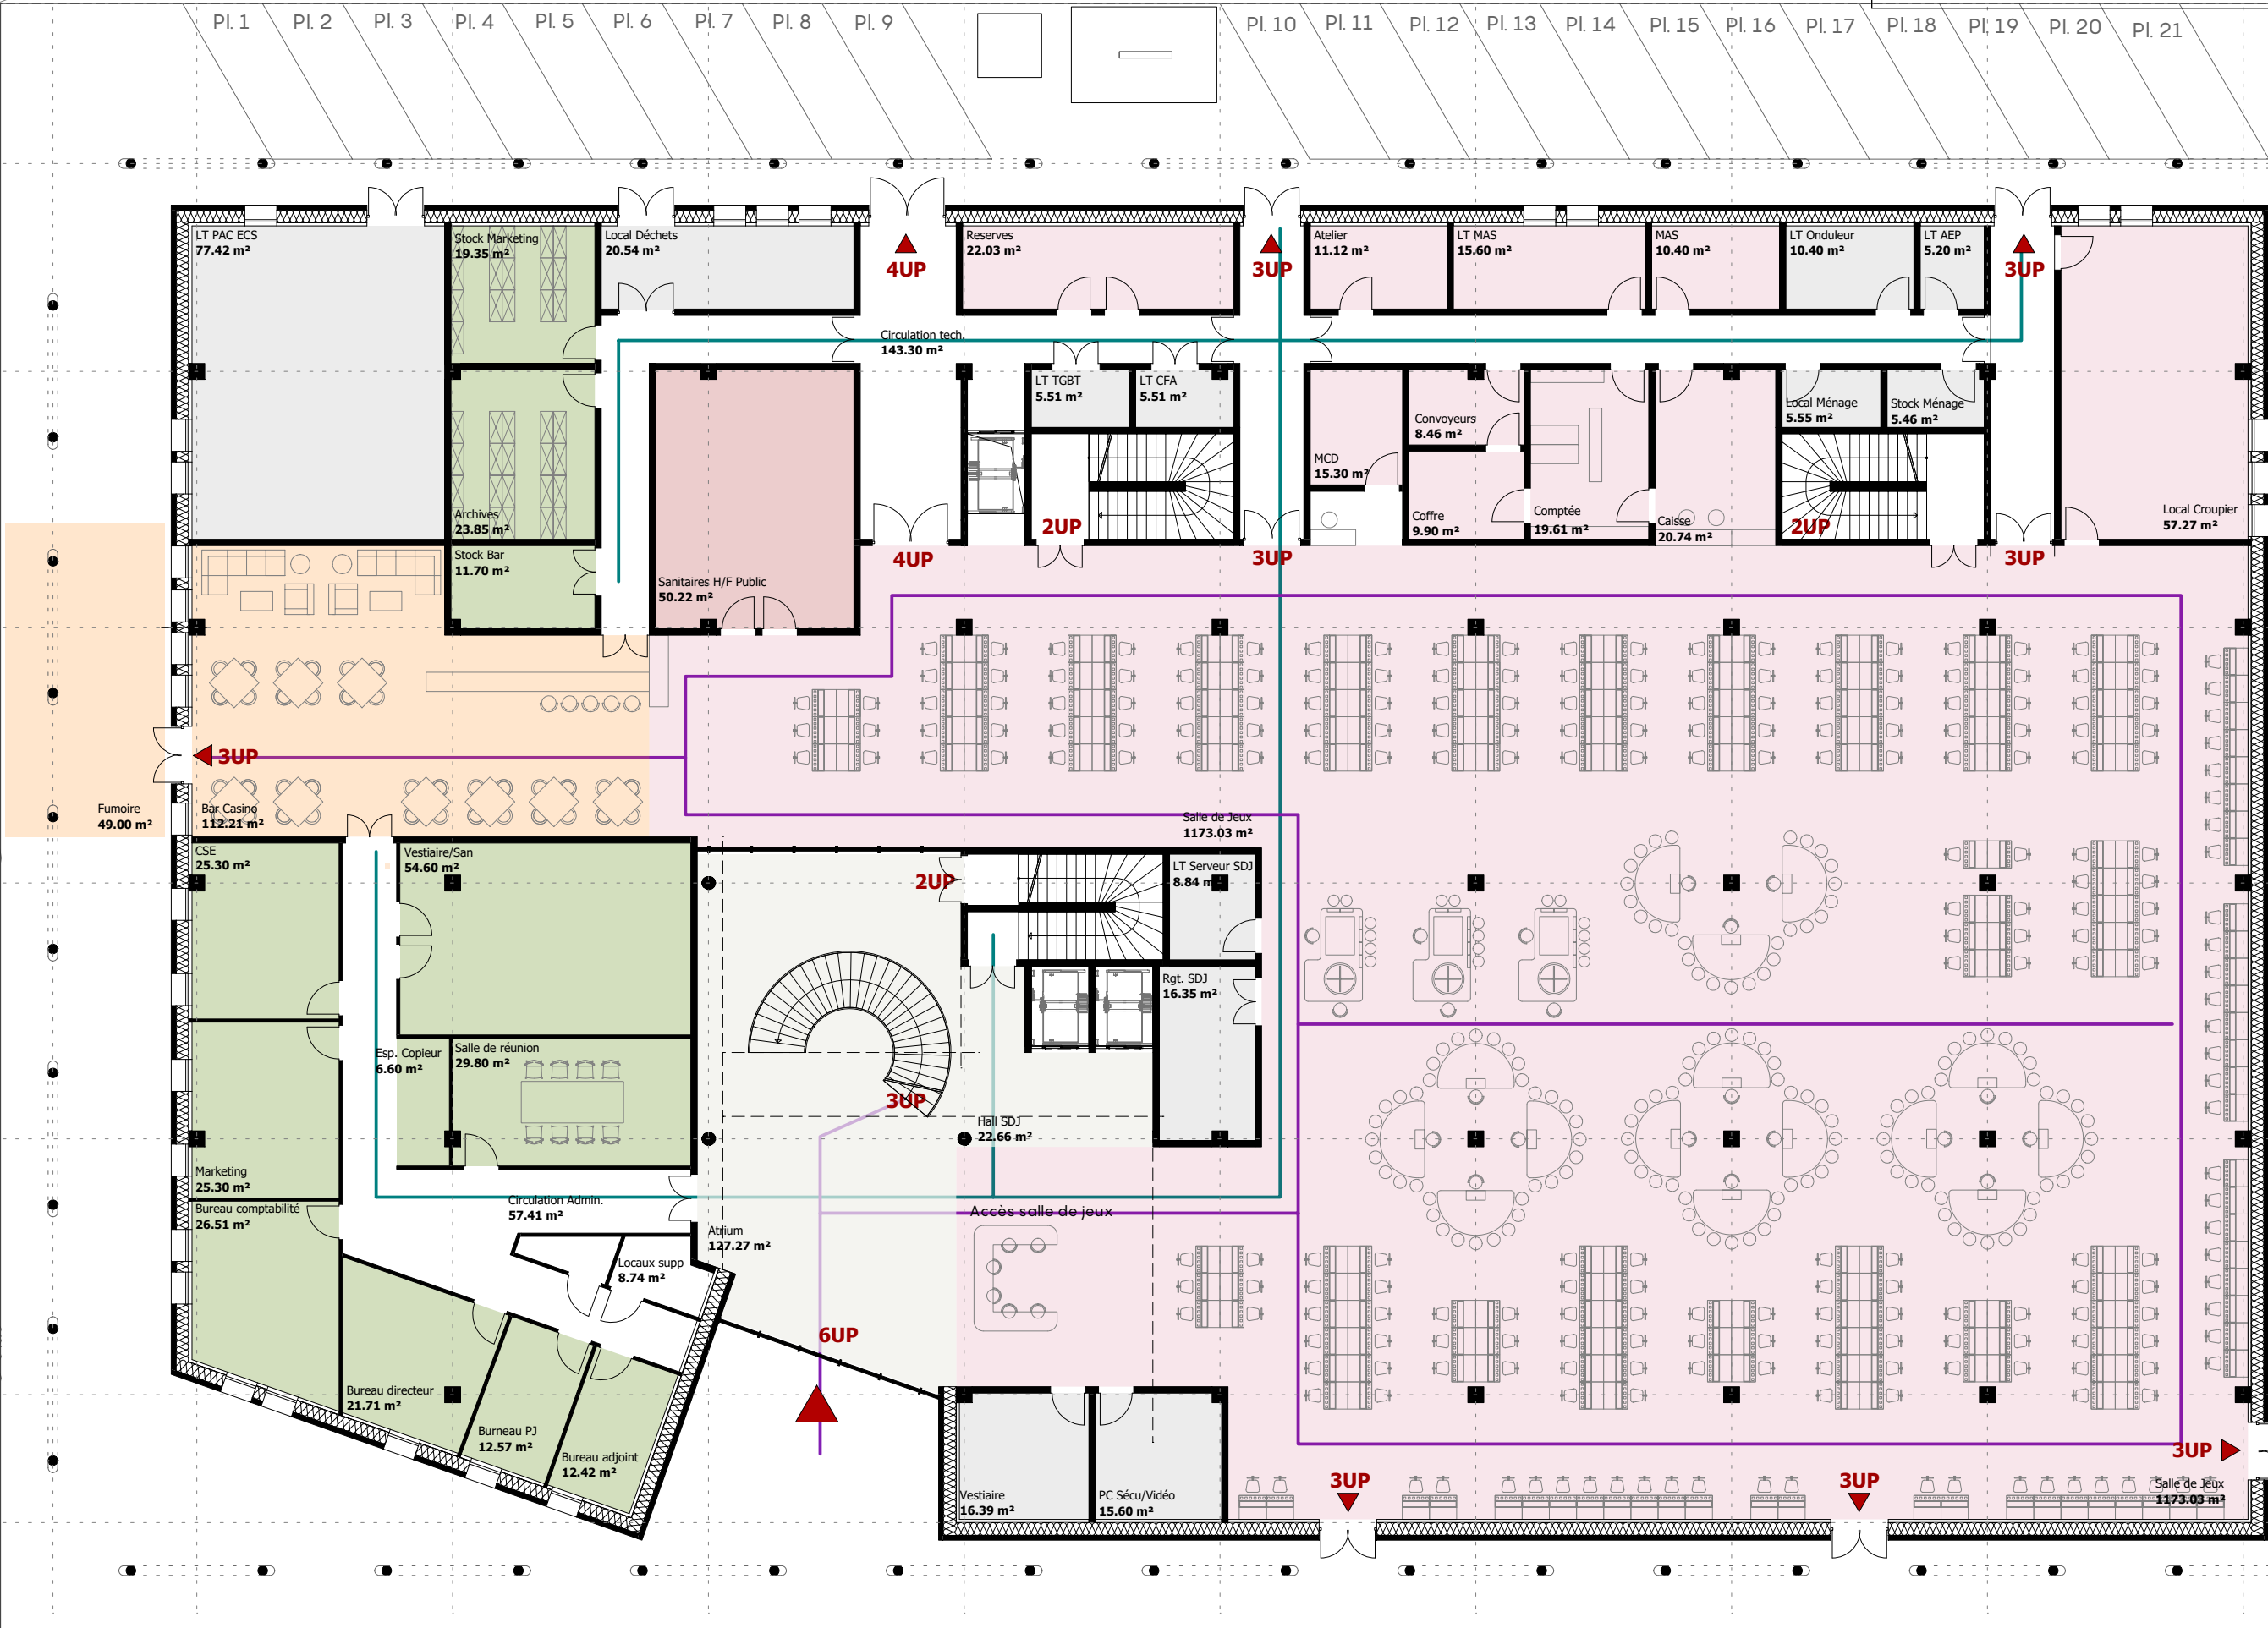 Pl. 1
Pl. 2
Pl. 3
Pl. 4
Pl. 5
Pl. 6
Pl. 7
Pl. 8
Pl. 9
Pl. 10
Pl. 11
Pl. 12
Pl. 13
Pl. 14
Pl. 15
Pl. 16
Pl. 17
Pl. 18
Pl. 19
Pl. 20
Pl. 21
LT PAC ECS
77.42 m²
Stock Marketing
19.35 m²
Local Déchets
20.54 m²
4UP
Reserves
22.03 m²
3UP
Atelier
11.12 m²
LT MAS
15.60 m²
MAS
10.40 m²
LT Onduleur
10.40 m²
LT AEP
5.20 m²
3UP
Circulation tech.
143.30 m²
LT TGBT
5.51 m²
LT CFA
5.51 m²
Convoyeurs
8.46 m²
Local Ménage
5.55 m²
Stock Ménage
5.46 m²
MCD
15.30 m²
Archives
23.85 m²
Coffre
9.90 m²
Comptée
19.61 m²
Caisse
20.74 m²
Local Croupier
57.27 m²
2UP
2UP
Stock Bar
11.70 m²
4UP
3UP
3UP
Sanitaires H/F Public
50.22 m²
3UP
Fumoire
49.00 m²
Bar Casino
112.21 m²
Salle de Jeux
1173.03 m²
CSE
25.30 m²
Vestiaire/San
54.60 m²
2UP
LT Serveur SDJ
8.84 m²
Rgt. SDJ
16.35 m²
Esp. Copieur
6.60 m²
Salle de réunion
29.80 m²
3UP
Hall SDJ
22.66 m²
Marketing
25.30 m²
Bureau comptabilité
26.51 m²
Circulation Admin.
57.41 m²
Accès salle de jeux
Atrium
127.27 m²
Locaux supp
8.74 m²
6UP
Bureau directeur
21.71 m²
Burneau PJ
12.57 m²
Bureau adjoint
12.42 m²
Vestiaire
16.39 m²
PC Sécu/Vidéo
15.60 m²
3UP
3UP
3UP
Salle de Jeux
1173.03 m²